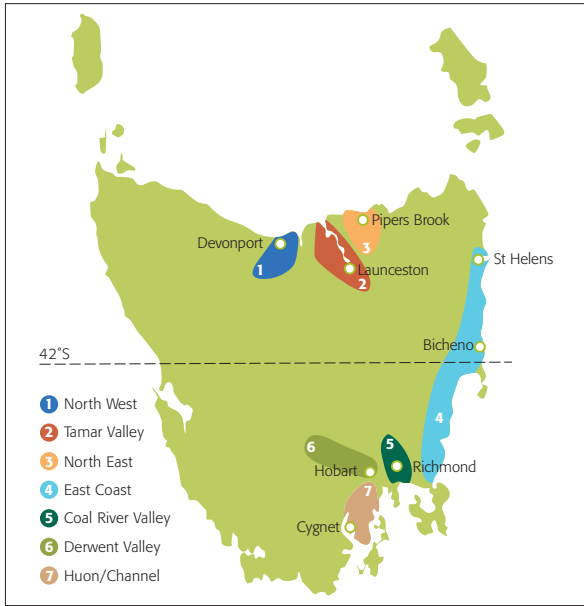 Pipers Brook
Devonport
3
St Helens
1
Launceston
2
Bicheno
42°S
1 North West
2 Tamar Valley
4
3 North East
6
5
Richmond
Hobart
4 East Coast
7
5 Coal River Valley
Cygnet
6 Derwent Valley
7 Huon/Channel